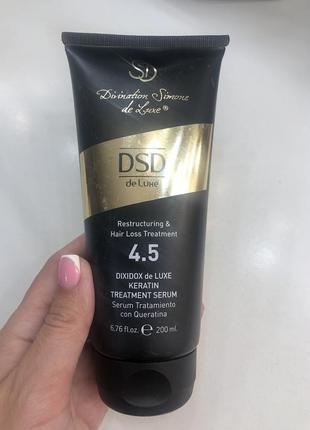 SD
Divination Simone
de Luxe®
DSD
de Luxe
Restructuring &
Hair Loss Treatment
4.5
DIXIDOX de LUXE
KERATIN
TREATMENT SERUM
Serum Tratamiento
con Queratina
6,76 fl.oz. e 200 ml.